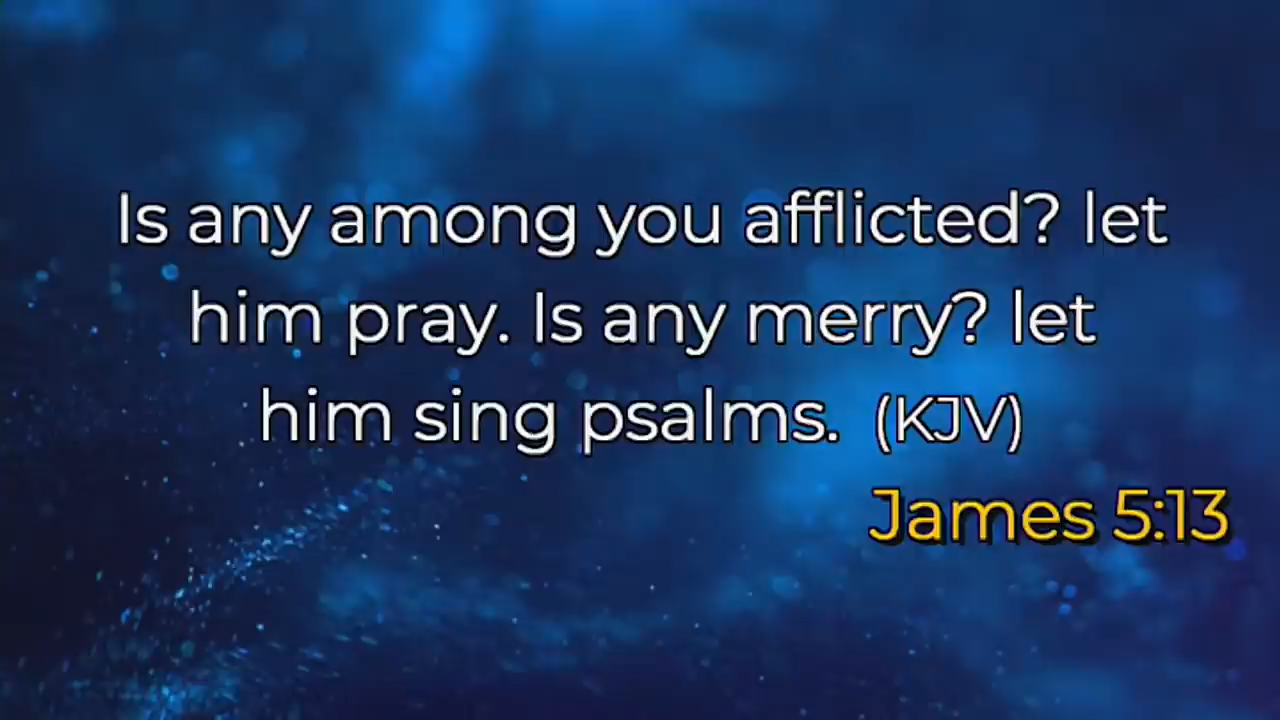 Is any among you afflicted? let
him pray. Is any merry? let
him sing psalms. (KJV)
James 5:13